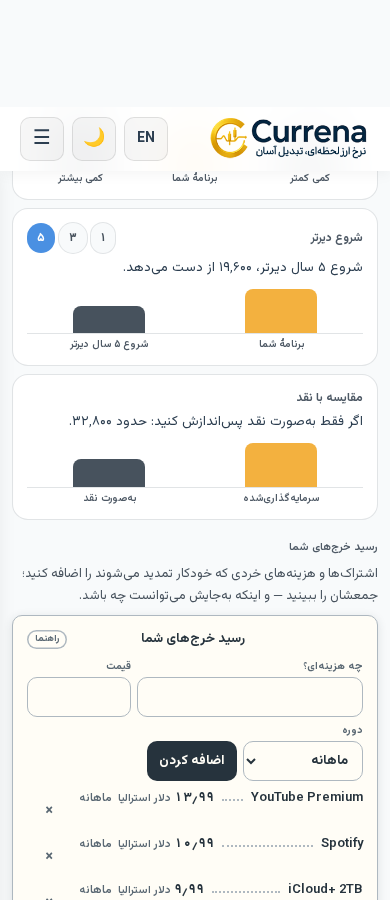 Currena
نرخ ارز لحظه‌ای، تبدیل آسان
EN
کمی کمتر
برنامهٔ شما
کمی بیشتر
شروع دیرتر
۱ ۳ ۵
شروع ۵ سال دیرتر، ۱۹٬۶۰۰ از دست می‌دهد.
برنامهٔ شما
شروع ۵ سال دیرتر
مقایسه با نقد
اگر فقط به‌صورت نقد پس‌انداز‌ش کنید: حدود ۳۲٬۸۰۰.
سرمایه‌گذاری‌شده
به‌صورت نقد
رسید خرج‌های شما
اشتراک‌ها و هزینه‌های خردی که خودکار تمدید می‌شوند را اضافه کنید؛
جمعشان را ببینید — و اینکه به‌جایش می‌توانست چه باشد.
رسید خرج‌های شما
راهنما
چه هزینه‌ای؟
قیمت
دوره
ماهانه
اضافه کردن
YouTube Premium ...... ۱۳٫۹۹ دلار استرالیا ماهانه
×
Spotify ........................ ۱۰٫۹۹ دلار استرالیا ماهانه
×
iCloud+ 2TB .................. ۹٫۹۹ دلار استرالیا ماهانه